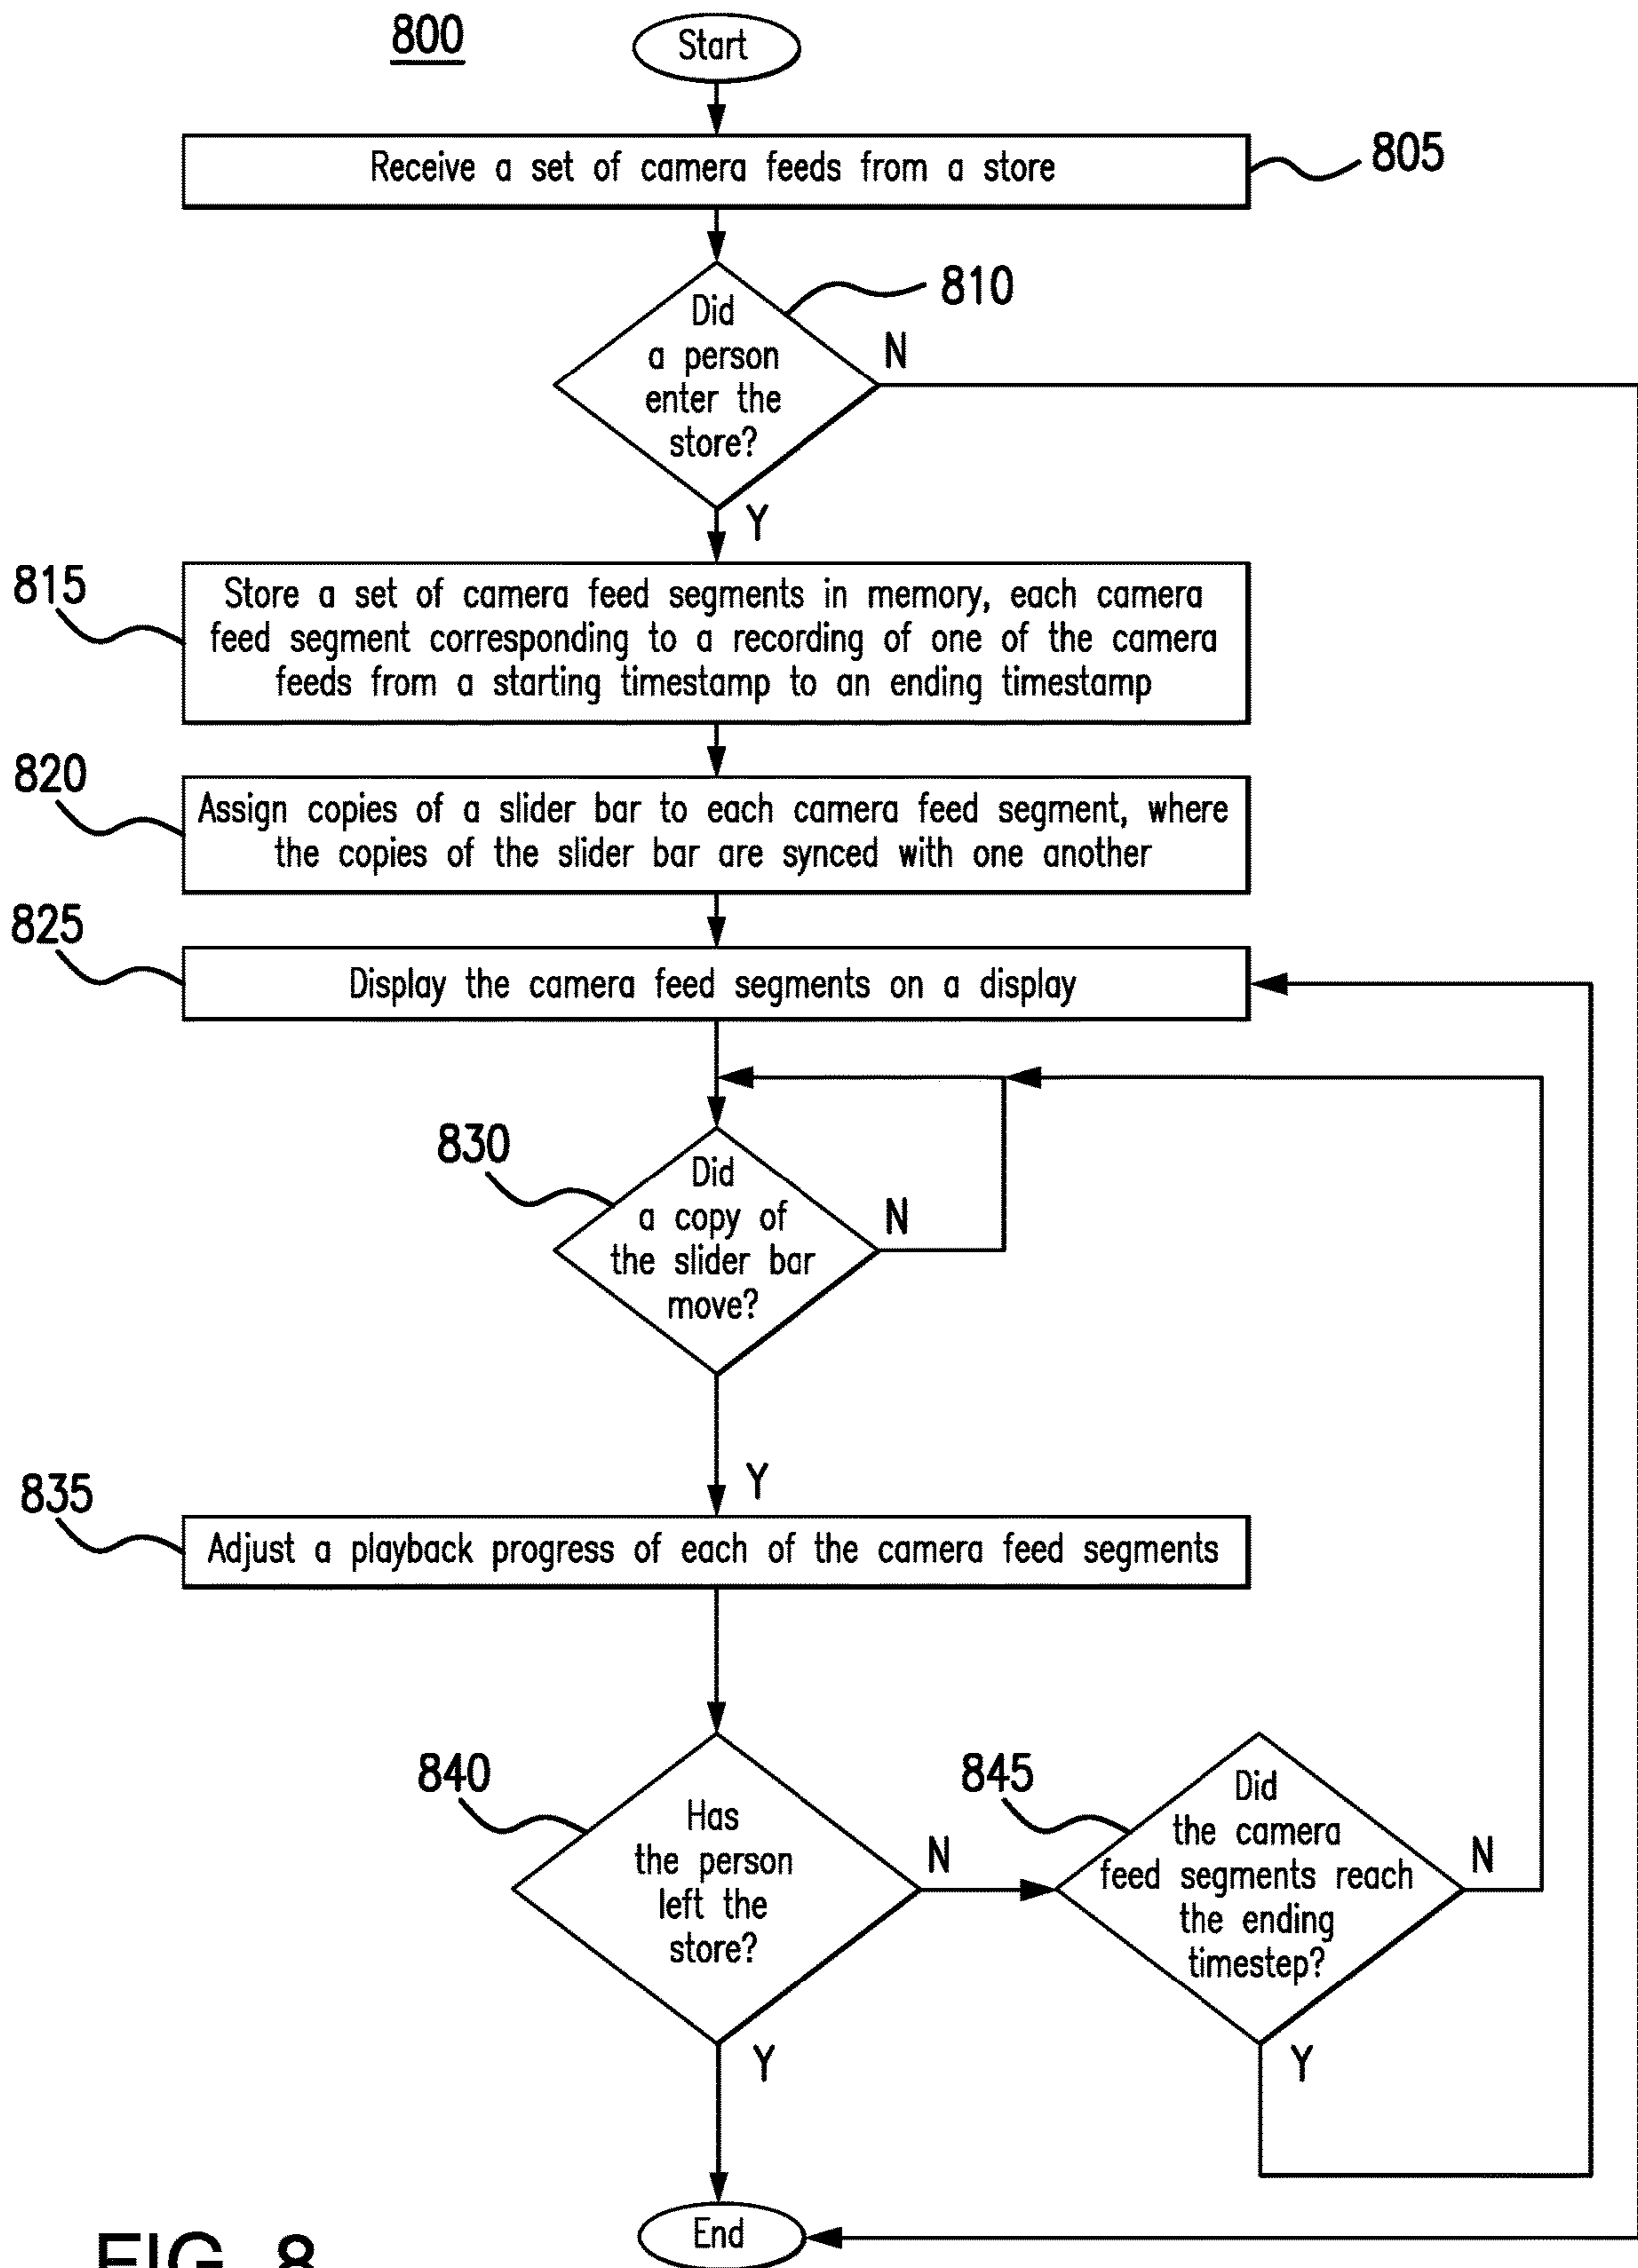 800
Start
Receive a set of camera feeds from a store
805
810
Did
a person
enter the
store?
N
Y
815
Store a set of camera feed segments in memory, each camera
feed segment corresponding to a recording of one of the camera
feeds from a starting timestamp to an ending timestamp
820
Assign copies of a slider bar to each camera feed segment, where
the copies of the slider bar are synced with one another
825
Display the camera feed segments on a display
830
Did
a copy of
the slider bar
move?
N
Y
835
Adjust a playback progress of each of the camera feed segments
840
Has
the person
left the
store?
N
Y
845
Did
the camera
feed segments reach
the ending
timestep?
N
Y
End
FIG. 8